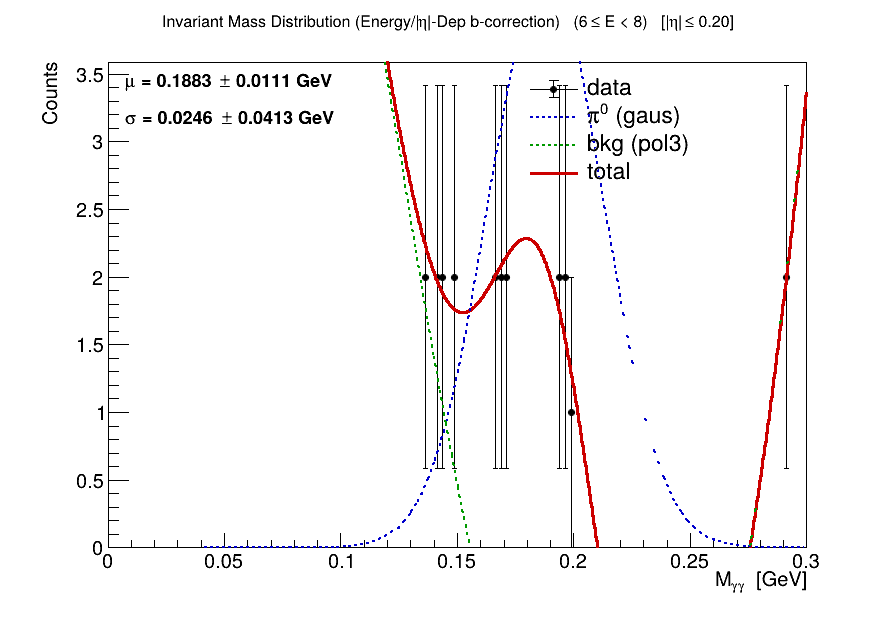 Invariant Mass Distribution (Energy/|η|-Dep b-correction) (6 ≤ E < 8) [|η| ≤ 0.20]
Counts
μ = 0.1883 ± 0.0111 GeV
σ = 0.0246 ± 0.0413 GeV
data
π⁰ (gaus)
bkg (pol3)
total
3.5
3
2.5
2
1.5
1
0.5
0
0 0.05 0.1 0.15 0.2 0.25 0.3
M_γγ [GeV]